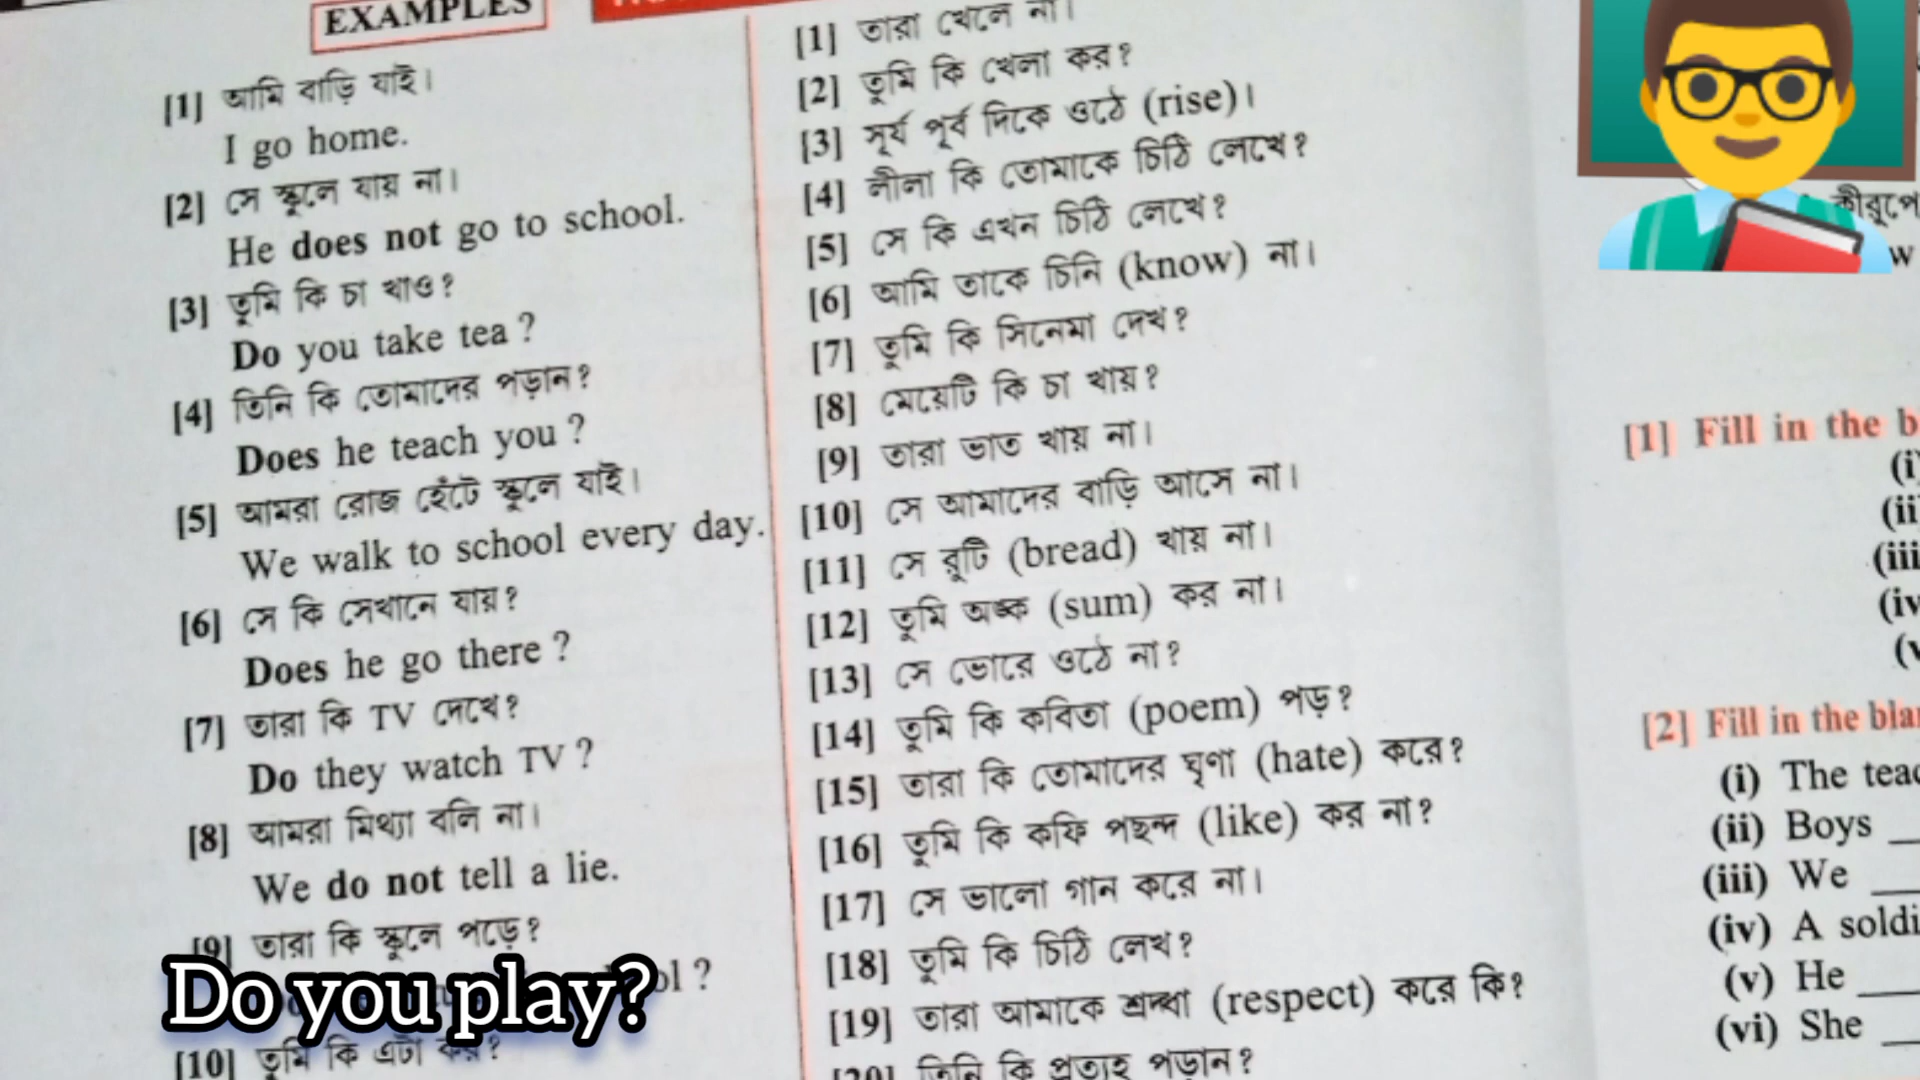 EXAMPLES
[1] আমি বাড়ি যাই।
I go home.
[2] সে স্কুলে যায় না।
He does not go to school.
[3] তুমি কি চা খাও?
Do you take tea ?
[4] তিনি কি তোমাদের পড়ান?
Does he teach you ?
[5] আমরা রোজ হেঁটে স্কুলে যাই।
We walk to school every day.
[6] সে কি সেখানে যায়?
Does he go there ?
[7] তারা কি TV দেখে?
Do they watch TV ?
[8] আমরা মিথ্যা বলি না।
We do not tell a lie.
[9] তারা কি স্কুলে পড়ে?
Do you play?
[10] তুমি কি এটা কর?
[1] তারা খেলে না।
[2] তুমি কি খেলা কর?
[3] সূর্য পূর্ব দিকে ওঠে (rise)।
[4] লীলা কি তোমাকে চিঠি লেখে?
[5] সে কি এখন চিঠি লেখে?
[6] আমি তাকে চিনি (know) না।
[7] তুমি কি সিনেমা দেখ?
[8] মেয়েটি কি চা খায়?
[9] তারা ভাত খায় না।
[10] সে আমাদের বাড়ি আসে না।
[11] সে রুটি (bread) খায় না।
[12] তুমি অঙ্ক (sum) কর না।
[13] সে ভোরে ওঠে না?
[14] তুমি কি কবিতা (poem) পড়?
[15] তারা কি তোমাদের ঘৃণা (hate) করে?
[16] তুমি কি কফি পছন্দ (like) কর না?
[17] সে ভালো গান করে না।
[18] তুমি কি চিঠি লেখ?
[19] তারা আমাকে শ্রদ্ধা (respect) করে কি?
[20] তিনি কি প্রত্যহ পড়ান?
[1] Fill in the
(i)
(ii
(iii
(iv
[2] Fill in the
(i) The
(ii) Boys
(iii) We
(iv) A
(v) He
(vi) She